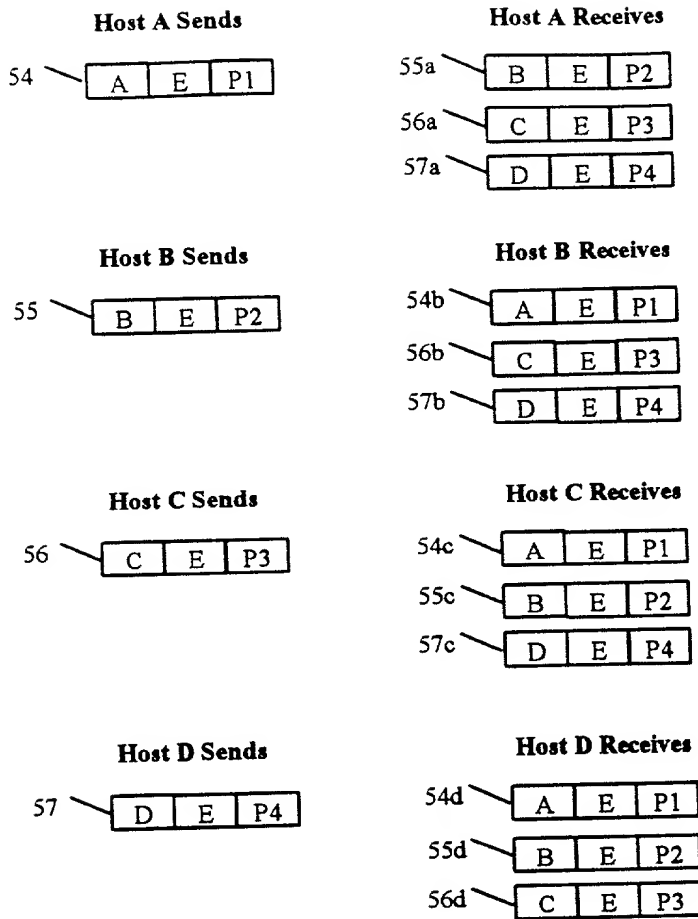 Host A Sends
54 A E P1
Host A Receives
55a B E P2
56a C E P3
57a D E P4
Host B Sends
55 B E P2
Host B Receives
54b A E P1
56b C E P3
57b D E P4
Host C Sends
56 C E P3
Host C Receives
54c A E P1
55c B E P2
57c D E P4
Host D Sends
57 D E P4
Host D Receives
54d A E P1
55d B E P2
56d C E P3